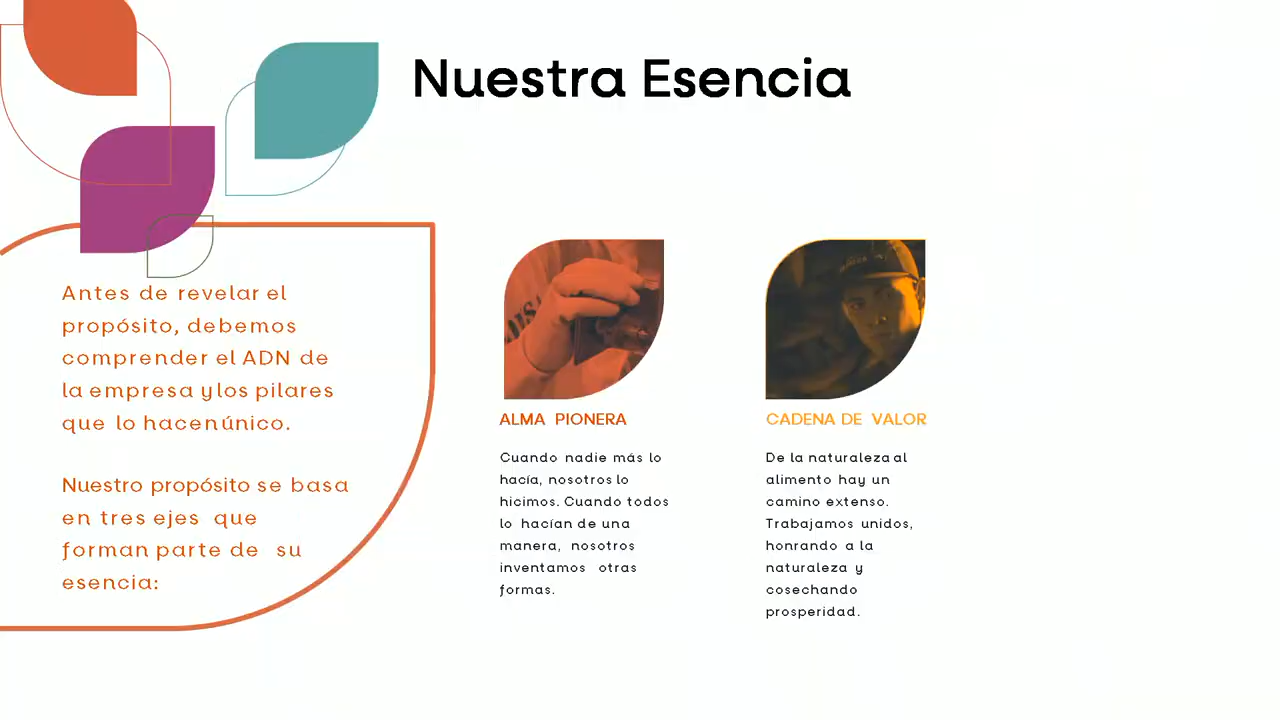 Nuestra Esencia
Antes de revelar el
propósito, debemos
comprender el ADN de
la empresa y los pilares
que lo hacen único.
Nuestro propósito se basa
en tres ejes que
forman parte de su
esencia:
ALMA PIONERA
Cuando nadie más lo
hacía, nosotros lo
hicimos. Cuando todos
lo hacían de una
manera, nosotros
inventamos otras
formas.
CADENA DE VALOR
De la naturaleza al
alimento hay un
camino extenso.
Trabajamos unidos,
honrando a la
naturaleza y
cosechando
prosperidad.